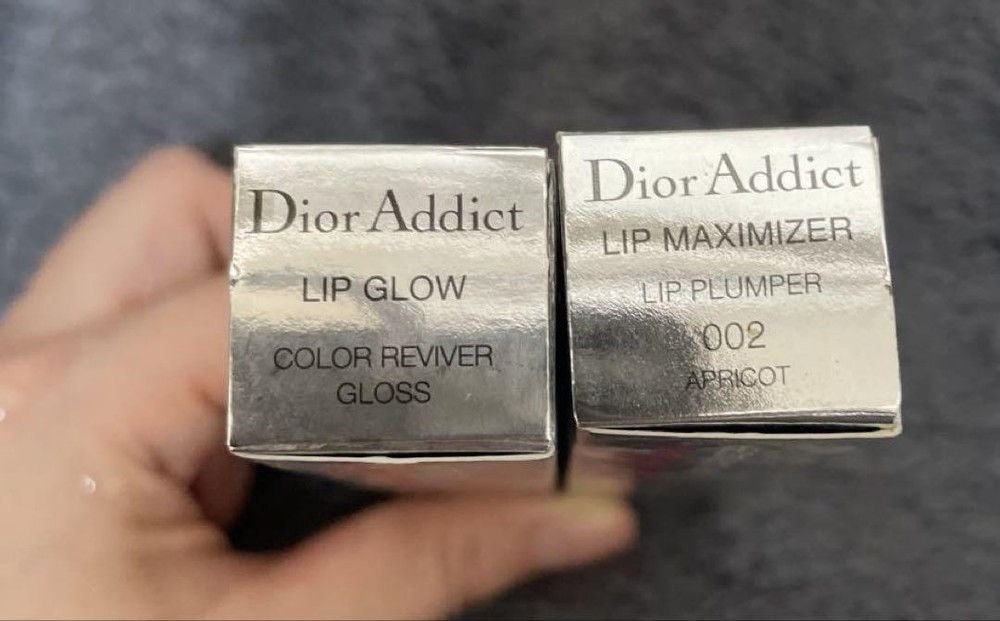 Dior Addict
LIP GLOW
COLOR REVIVER
GLOSS
Dior Addict
LIP MAXIMIZER
LIP PLUMPER
002
APRICOT